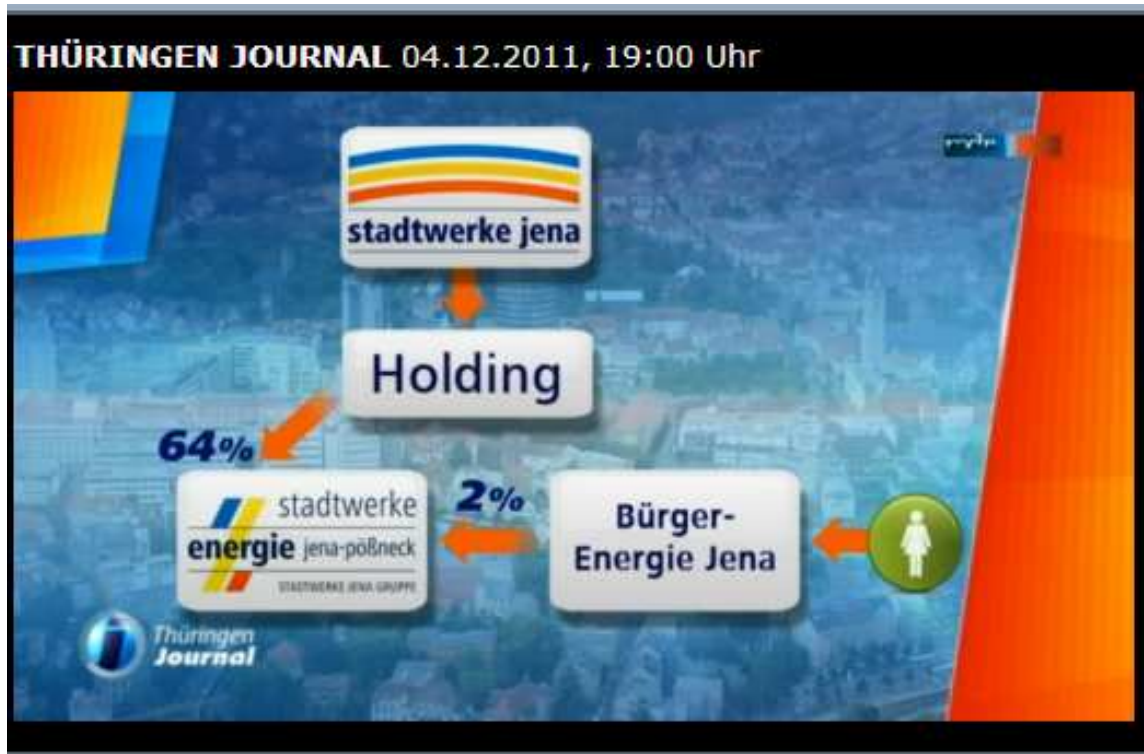 THÜRINGEN JOURNAL 04.12.2011, 19:00 Uhr
stadtwerke jena
Holding
64%
stadtwerke
energie jena-pößneck
STADTWERKE JENA GRUPPE
2%
Bürger-
Energie Jena
Thüringen
Journal